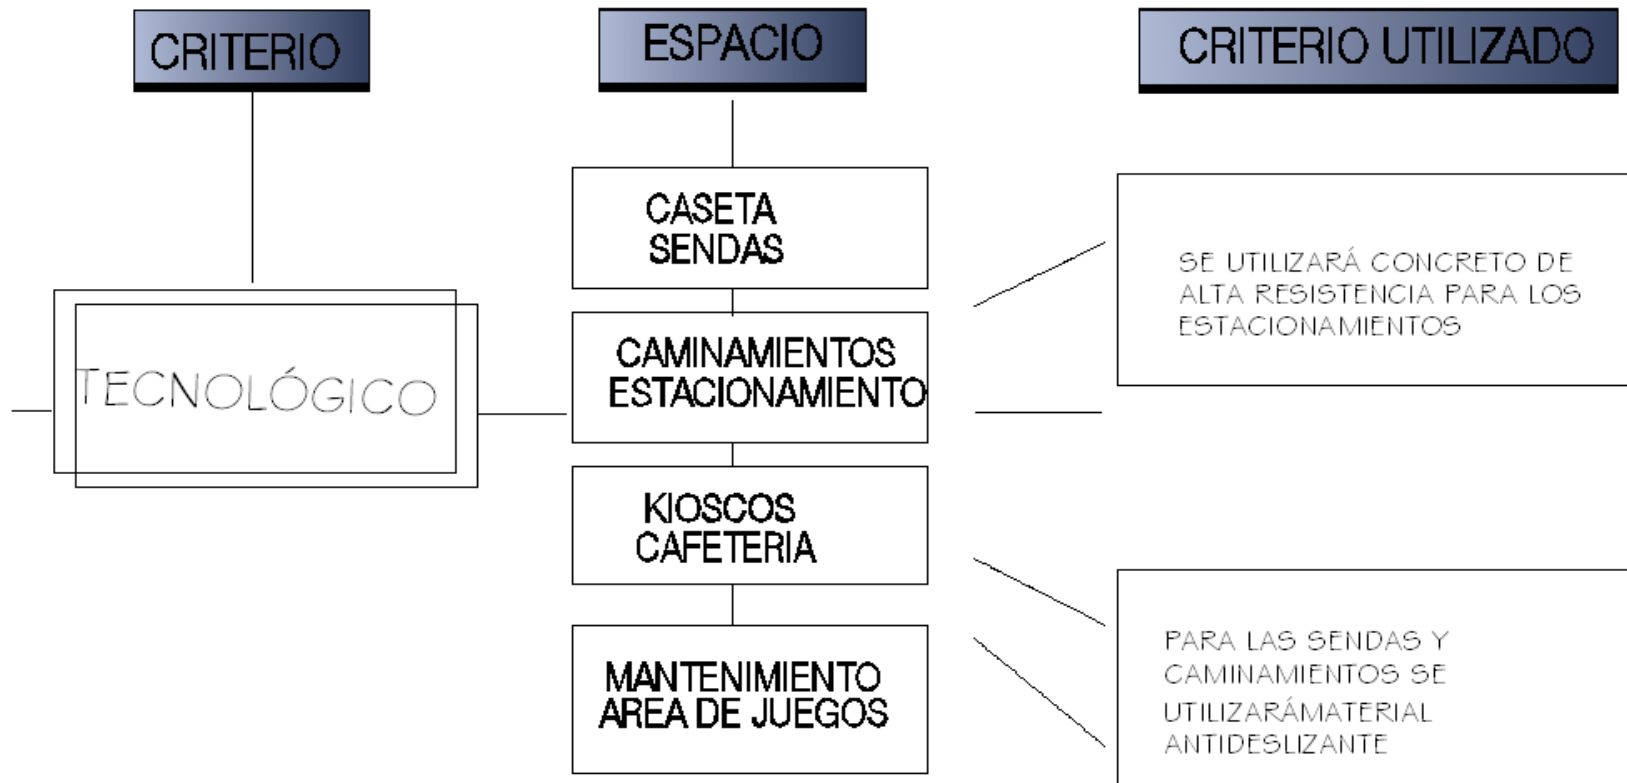 CRITERIO
ESPACIO
CRITERIO UTILIZADO
TECNOLÓGICO
CASETA
SENDAS
CAMINAMIENTOS
ESTACIONAMIENTO
KIOSCOS
CAFETERIA
MANTENIMIENTO
AREA DE JUEGOS
SE UTILIZARÁ CONCRETO DE
ALTA RESISTENCIA PARA LOS
ESTACIONAMIENTOS
PARA LAS SENDAS Y
CAMINAMIENTOS SE
UTILIZARÁMATERIAL
ANTIDESLIZANTE